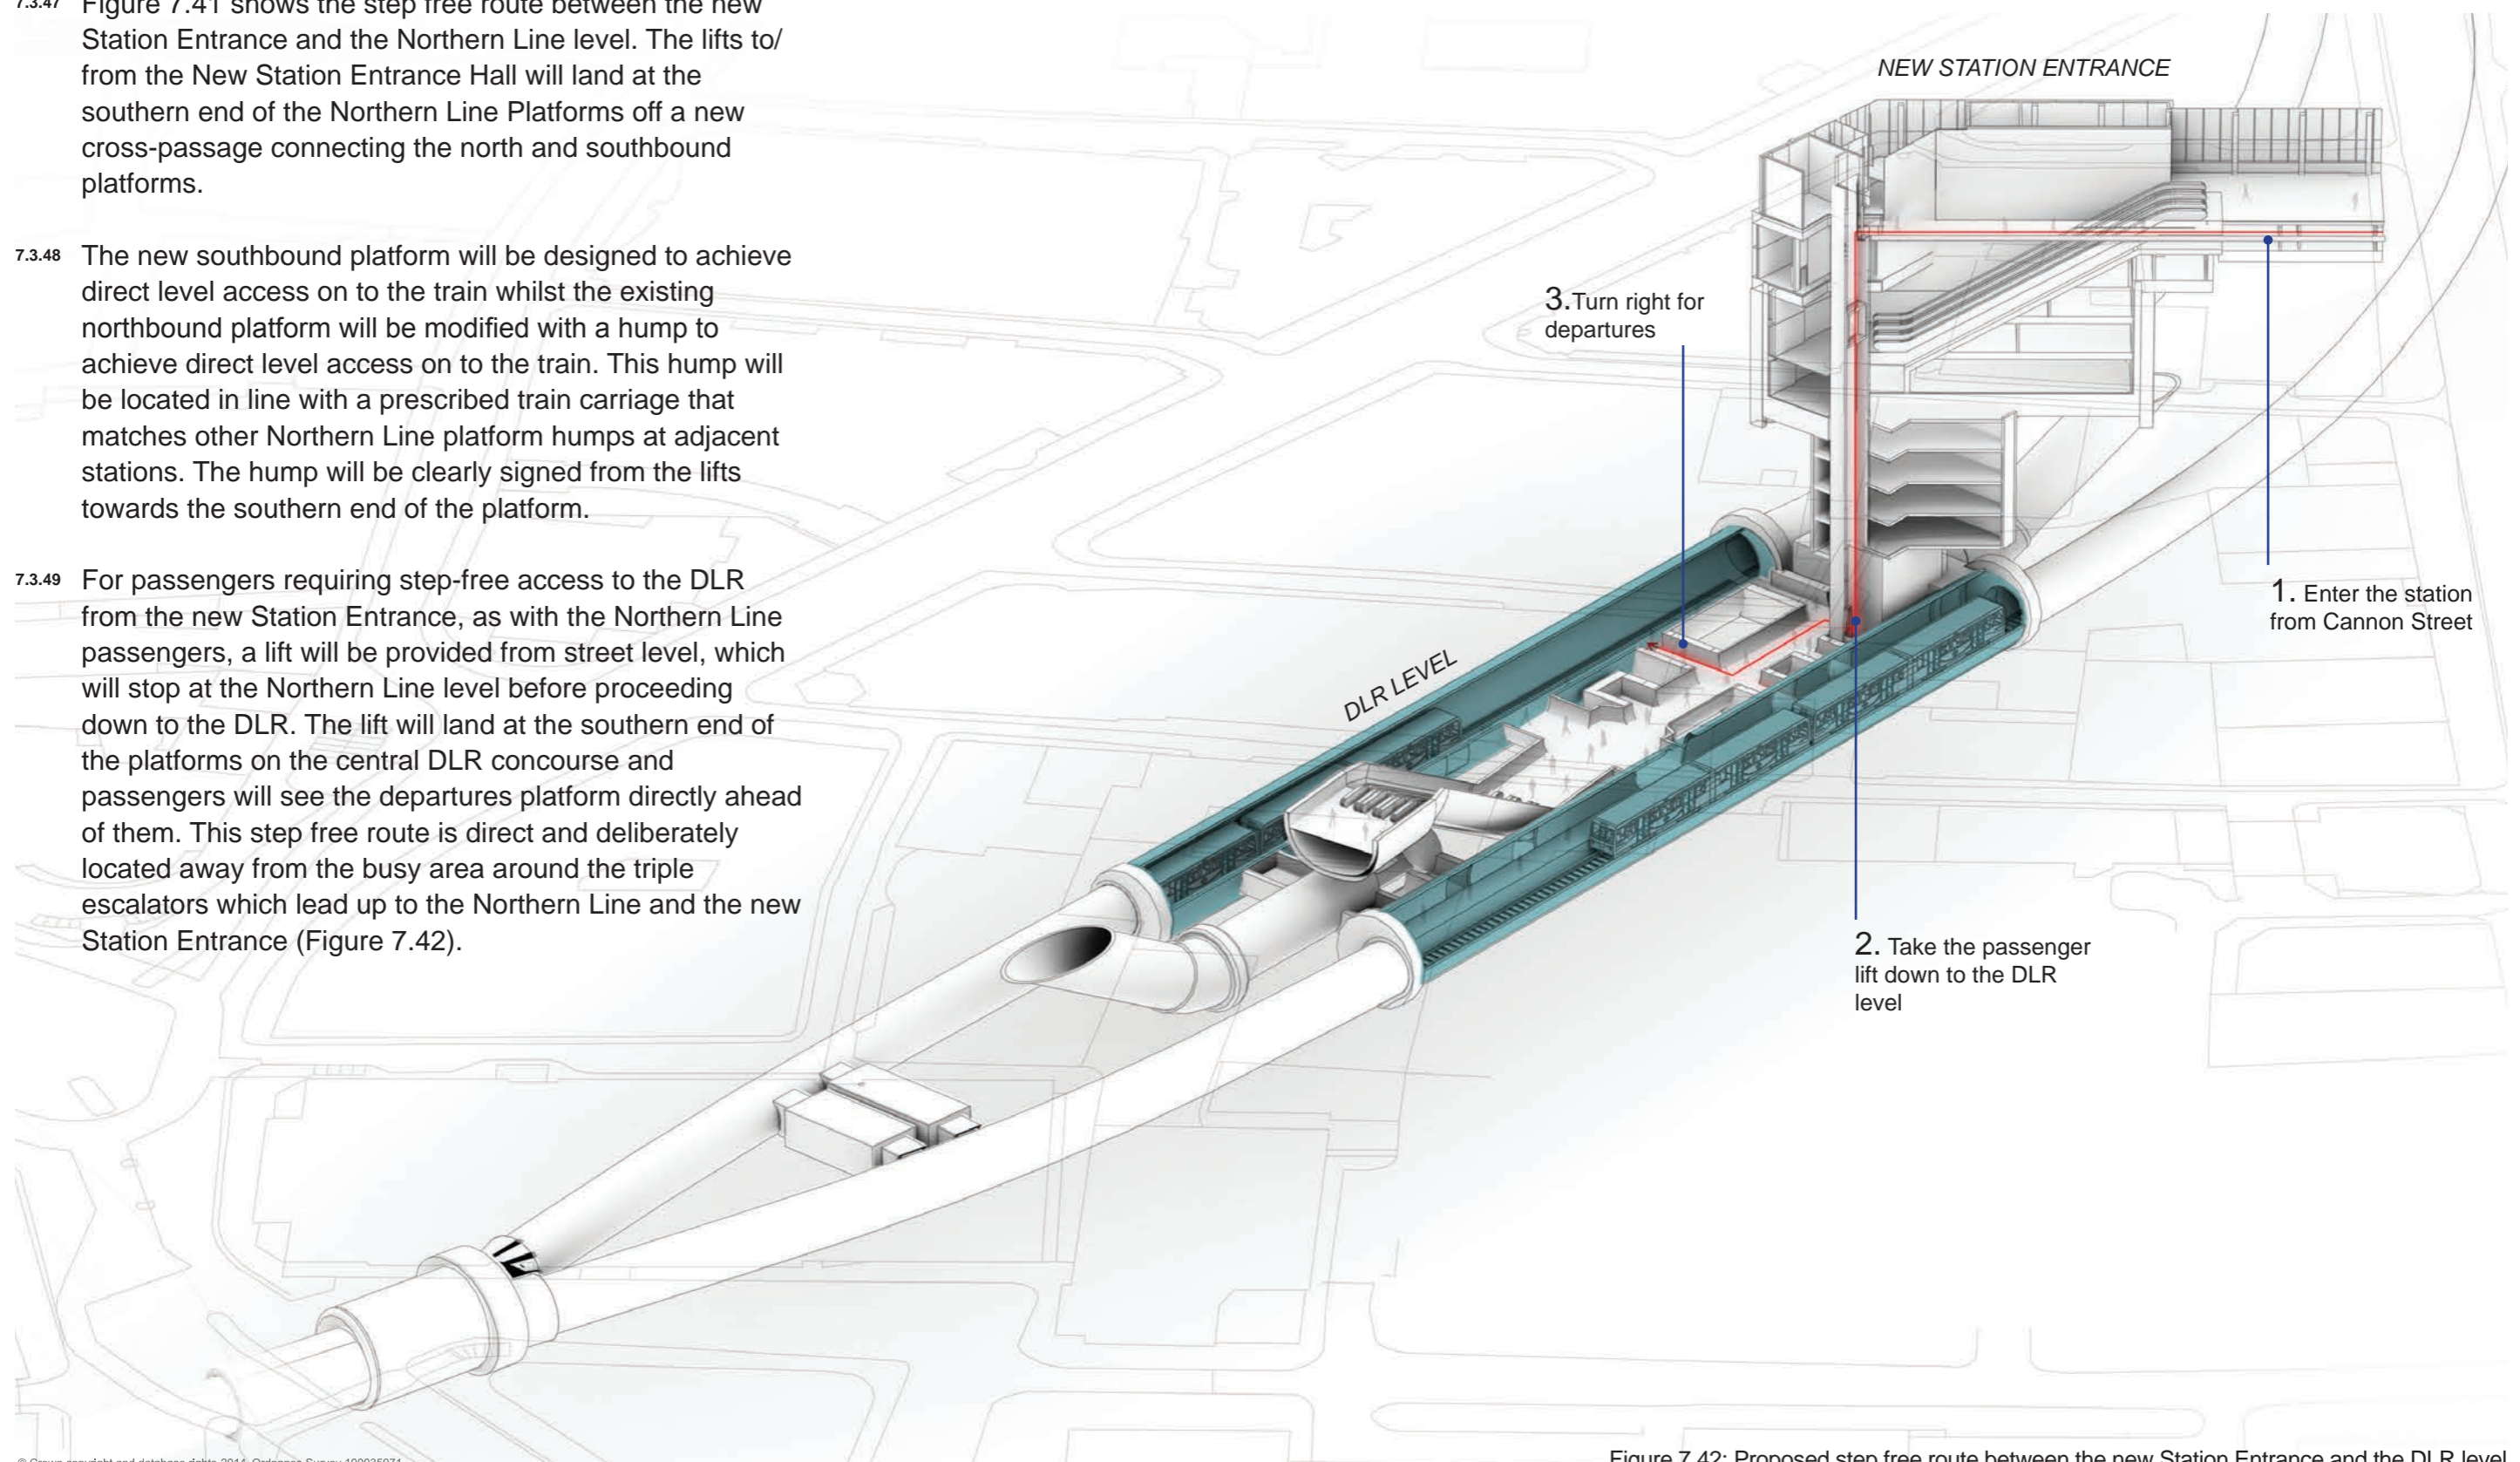 7.3.47 Figure 7.41 shows the step free route between the new
Station Entrance and the Northern Line level. The lifts to/
from the New Station Entrance Hall will land at the
southern end of the Northern Line Platforms off a new
cross-passage connecting the north and southbound
platforms.
7.3.48 The new southbound platform will be designed to achieve
direct level access on to the train whilst the existing
northbound platform will be modified with a hump to
achieve direct level access on to the train. This hump will
be located in line with a prescribed train carriage that
matches other Northern Line platform humps at adjacent
stations. The hump will be clearly signed from the lifts
towards the southern end of the platform.
7.3.49 For passengers requiring step-free access to the DLR
from the new Station Entrance, as with the Northern Line
passengers, a lift will be provided from street level, which
will stop at the Northern Line level before proceeding
down to the DLR. The lift will land at the southern end of
the platforms on the central DLR concourse and
passengers will see the departures platform directly ahead
of them. This step free route is direct and deliberately
located away from the busy area around the triple
escalators which lead up to the Northern Line and the new
Station Entrance (Figure 7.42).
NEW STATION ENTRANCE
3.Turn right for
departures
DLR LEVEL
1. Enter the station
from Cannon Street
2. Take the passenger
lift down to the DLR
level
© Crown copyright and database rights 2014. Ordnance Survey 100035971
Figure 7.42: Proposed step free route between the new Station Entrance and the DLR level